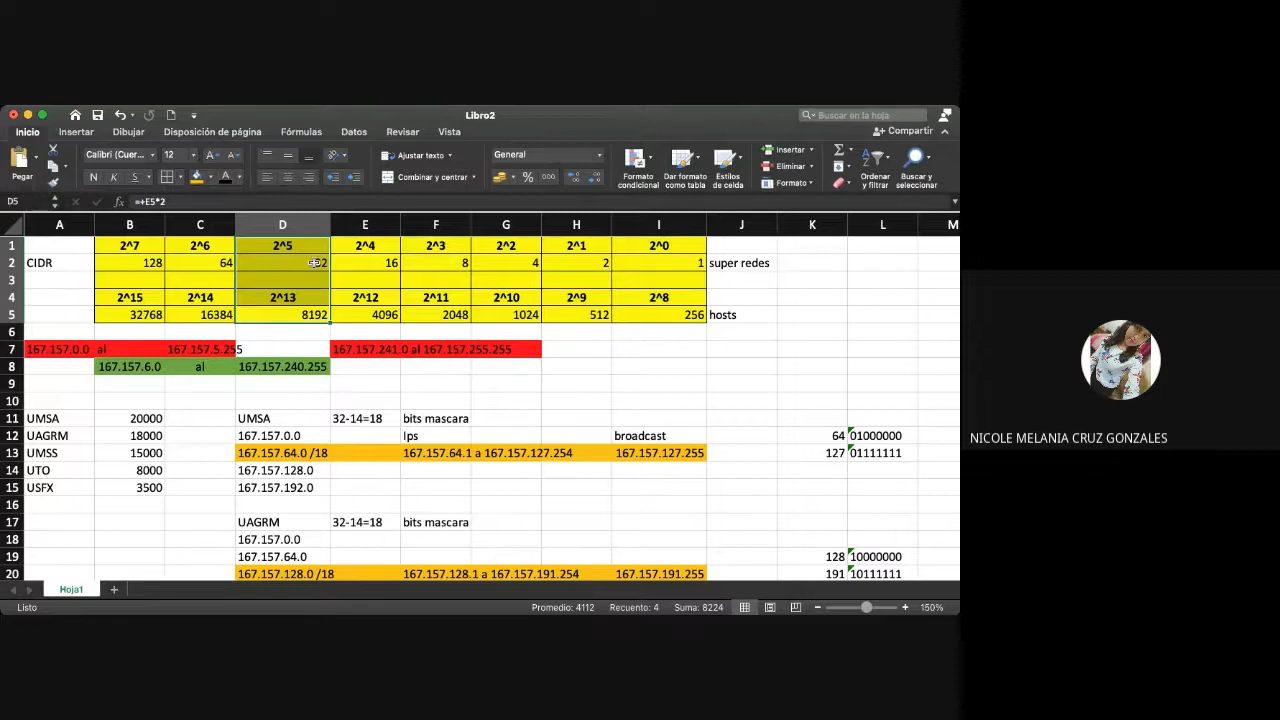 Libro2
Buscar en la hoja
Inicio Insertar Dibujar Disposición de página Fórmulas Datos Revisar Vista Compartir
Pegar Calibri (Cuer... 12 A A Ajustar texto General Formato condicional Dar formato como tabla Estilos de celda Insertar Eliminar Formato Ordenar y filtrar Buscar y seleccionar
N K S A Combinar y centrar % 000
D5 fx =+E5*2
A B C D E F G H I J K L M
1 2^7 2^6 2^5 2^4 2^3 2^2 2^1 2^0
2 CIDR 128 64 2 16 8 4 2 1 super redes
3
4 2^15 2^14 2^13 2^12 2^11 2^10 2^9 2^8
5 32768 16384 8192 4096 2048 1024 512 256 hosts
6
7 167.157.0.0 al 167.157.5.255 167.157.241.0 al 167.157.255.255
8 167.157.6.0 al 167.157.240.255
9
10
11 UMSA 20000 UMSA 32-14=18 bits mascara
12 UAGRM 18000 167.157.0.0 Ips broadcast 64 01000000
13 UMSS 15000 167.157.64.0 /18 167.157.64.1 a 167.157.127.254 167.157.127.255 127 01111111
14 UTO 8000 167.157.128.0
15 USFX 3500 167.157.192.0
16
17 UAGRM 32-14=18 bits mascara
18 167.157.0.0
19 167.157.64.0 128 10000000
20 167.157.128.0 /18 167.157.128.1 a 167.157.191.254 167.157.191.255 191 10111111
Hoja1 +
Listo Promedio: 4112 Recuento: 4 Suma: 8224 150%
NICOLE MELANIA CRUZ GONZALES